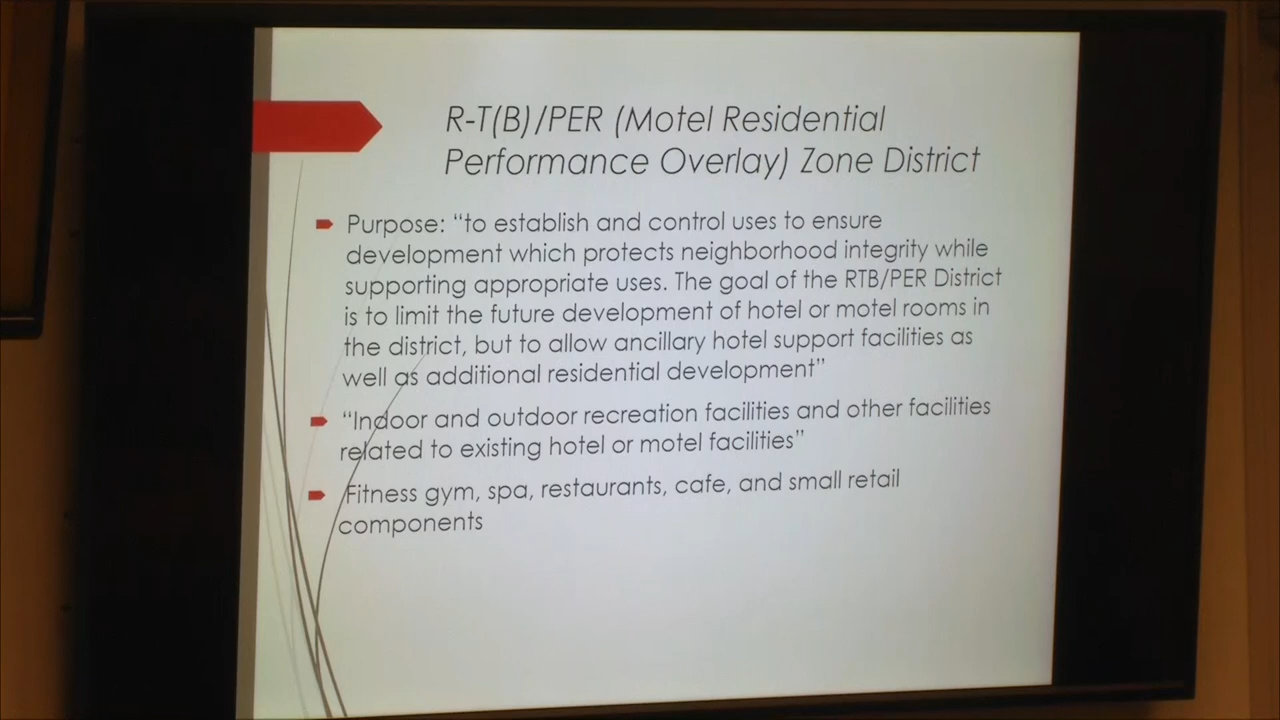 R-T(B)/PER (Motel Residential
Performance Overlay) Zone District
Purpose: “to establish and control uses to ensure
development which protects neighborhood integrity while
supporting appropriate uses. The goal of the RTB/PER District
is to limit the future development of hotel or motel rooms in
the district, but to allow ancillary hotel support facilities as
well as additional residential development”
“Indoor and outdoor recreation facilities and other facilities
related to existing hotel or motel facilities”
Fitness gym, spa, restaurants, cafe, and small retail
components